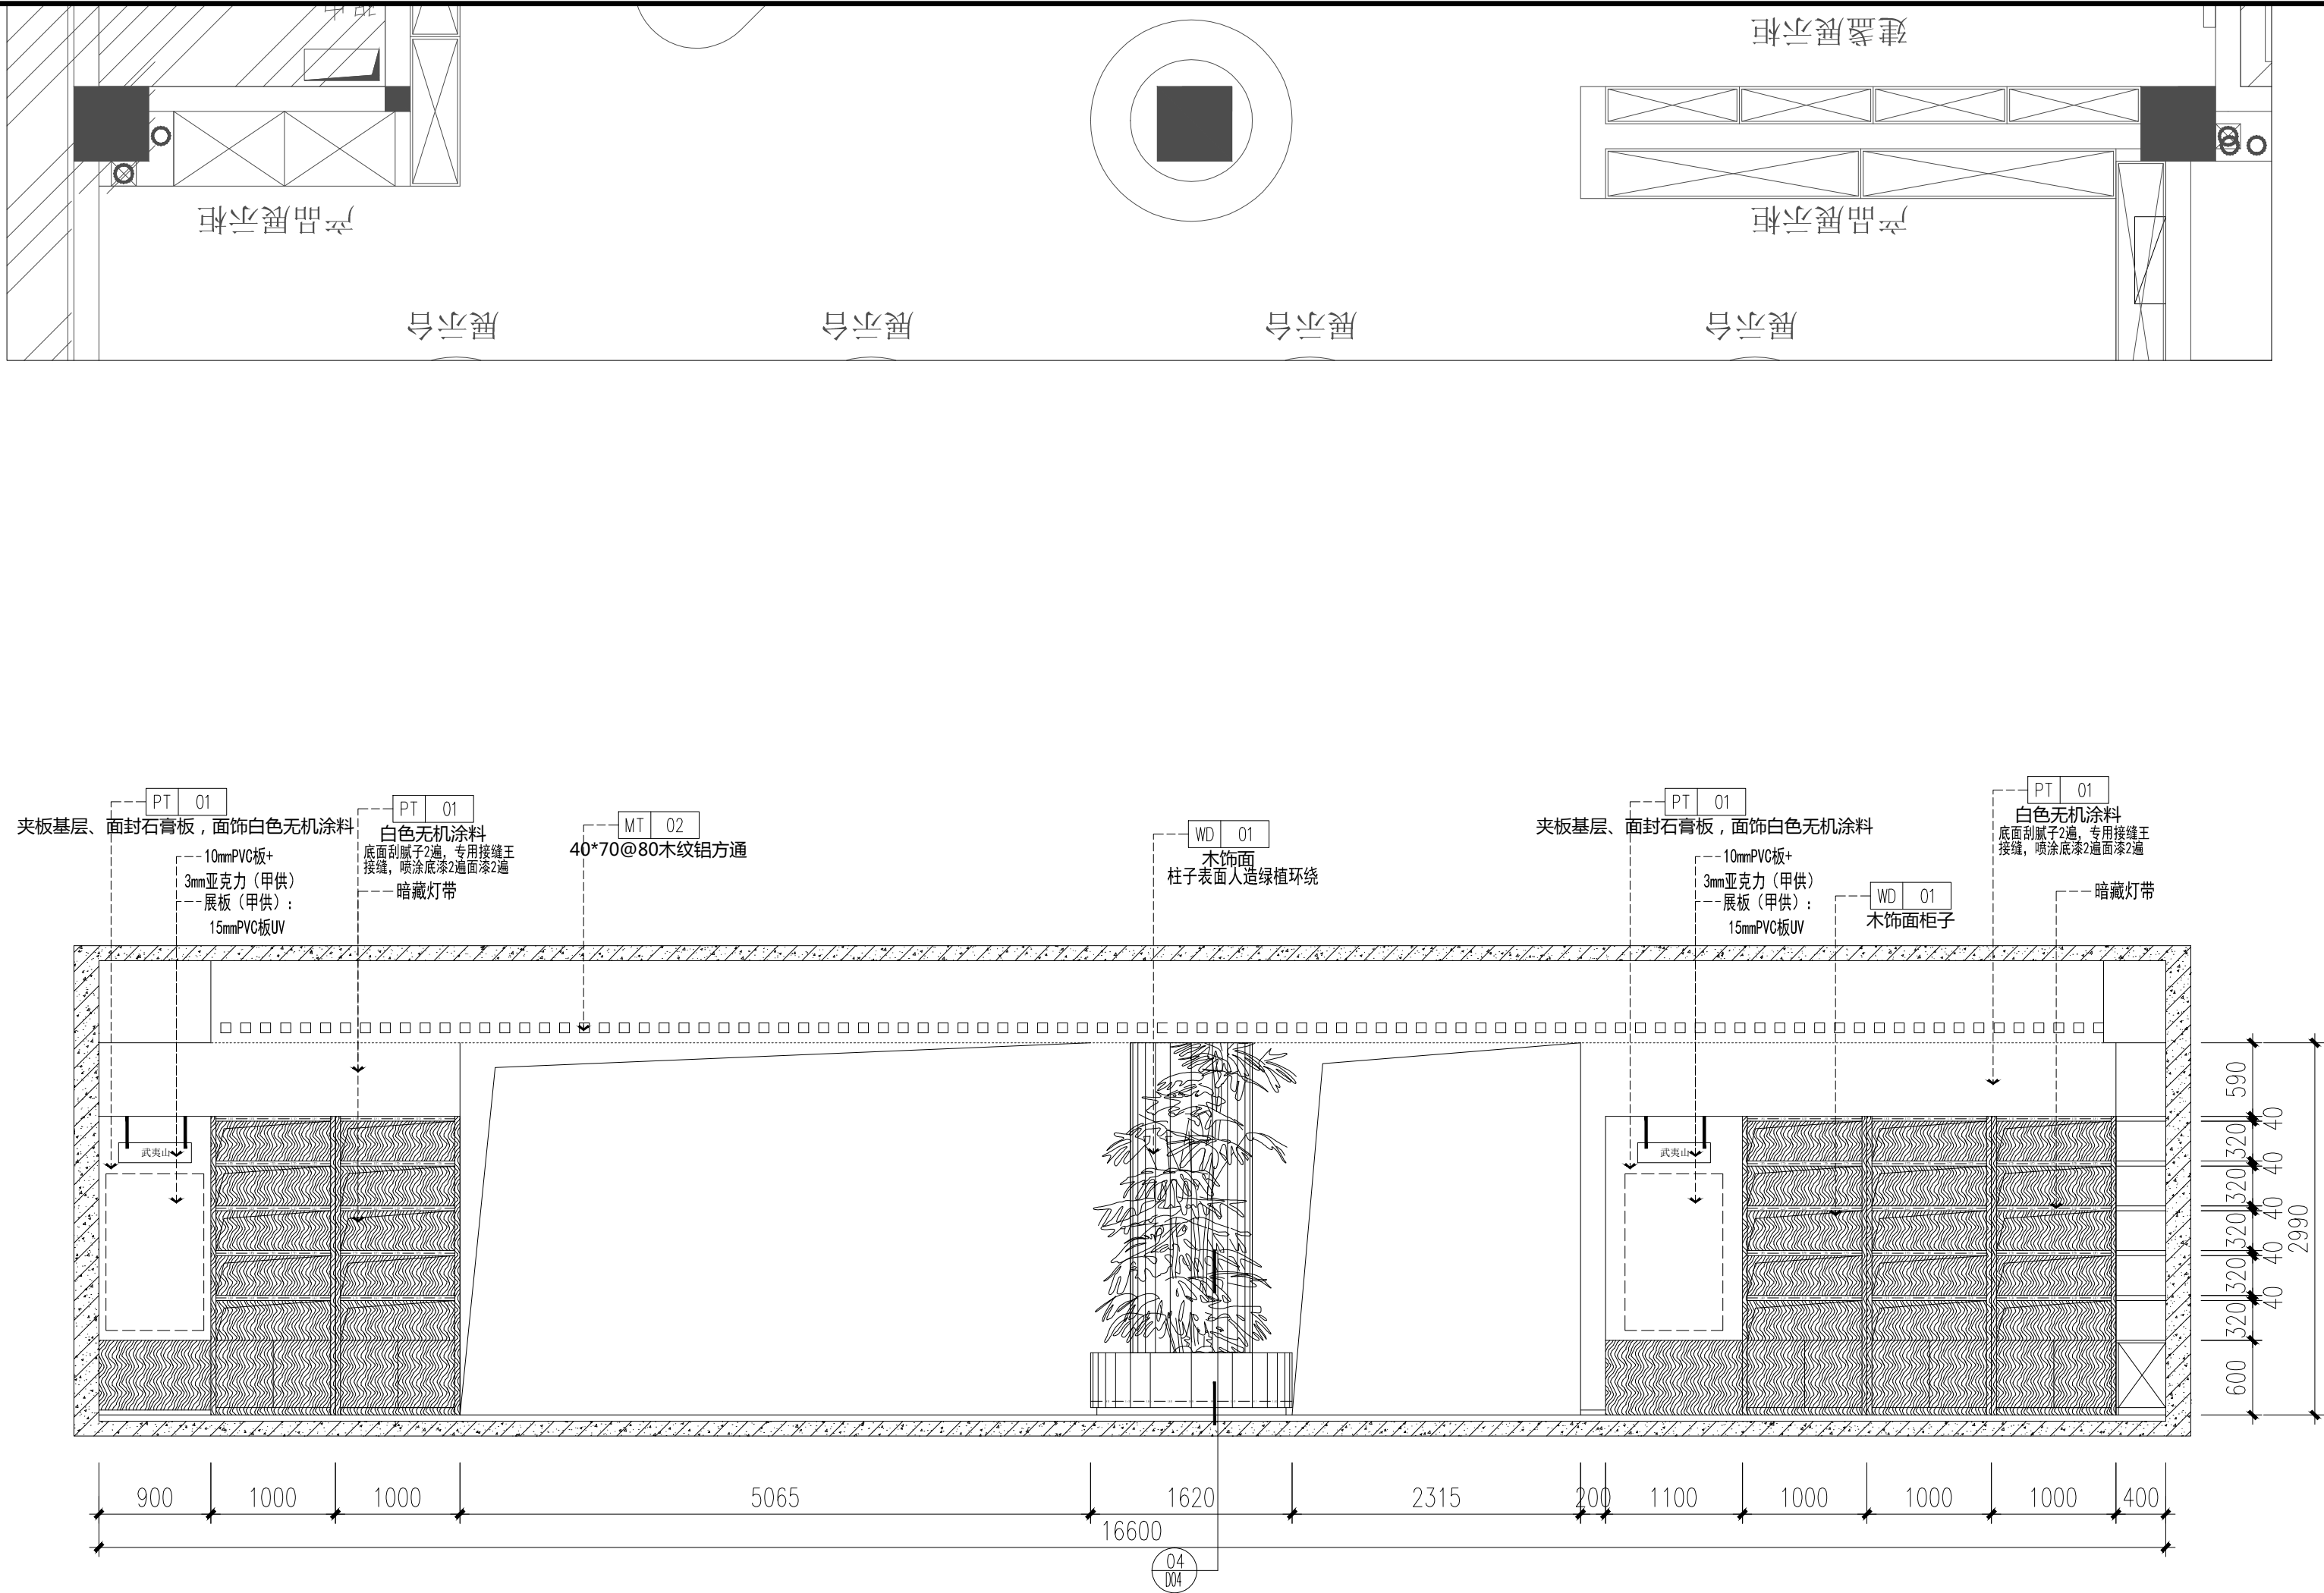 建盏展示柜
产品展示柜
产品展示柜
展示台
展示台
展示台
展示台
PT 01
夹板基层、面封石膏板，面饰白色无机涂料
10mmPVC板+
3mm亚克力（甲供）
展板（甲供）：
15mmPVC板UV
PT 01
白色无机涂料
底面刮腻子2遍，专用接缝王
接缝，喷涂底漆2遍面漆2遍
暗藏灯带
MT 02
40*70@80木纹铝方通
WD 01
木饰面
柱子表面人造绿植环绕
PT 01
夹板基层、面封石膏板，面饰白色无机涂料
10mmPVC板+
3mm亚克力（甲供）
展板（甲供）：
15mmPVC板UV
WD 01
木饰面柜子
PT 01
白色无机涂料
底面刮腻子2遍，专用接缝王
接缝，喷涂底漆2遍面漆2遍
暗藏灯带
武夷山
武夷山
590
40
320
40
320
40
320
40
320
40
320
600
2990
900 1000 1000 5065 1620 2315 200 1100 1000 1000 1000 400
16600
04
D04